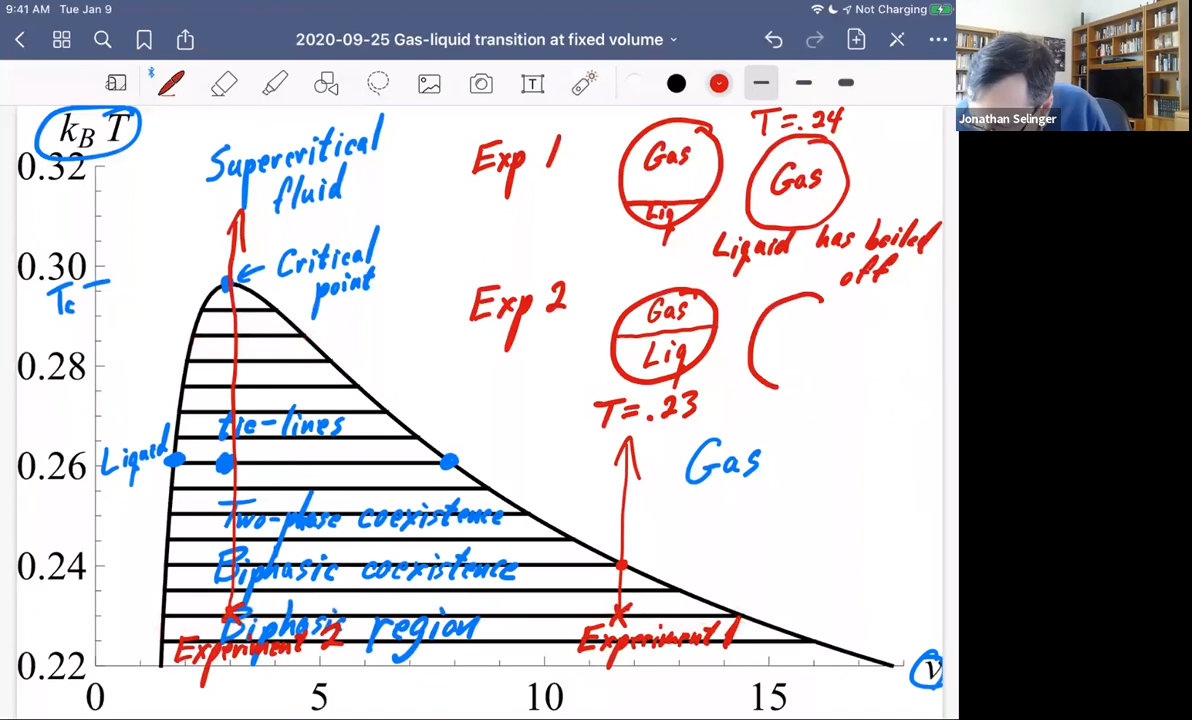 9:41 AM Tue Jan 9
Not Charging
2020-09-25 Gas-liquid transition at fixed volume
Jonathan Selinger
k_B T
0.32
0.30
0.28
0.26
0.24
0.22
0
5
10
15
v
Tc
Supercritical
fluid
Critical
point
Liquid
tie-lines
Two-phase coexistence
Biphasic coexistence
Biphasic region
Experiment 2
Experiment 1
Gas
Exp 1
Gas
Liq
T=.24
Gas
Liquid has boiled
off
Exp 2
Gas
Liq
T=.23